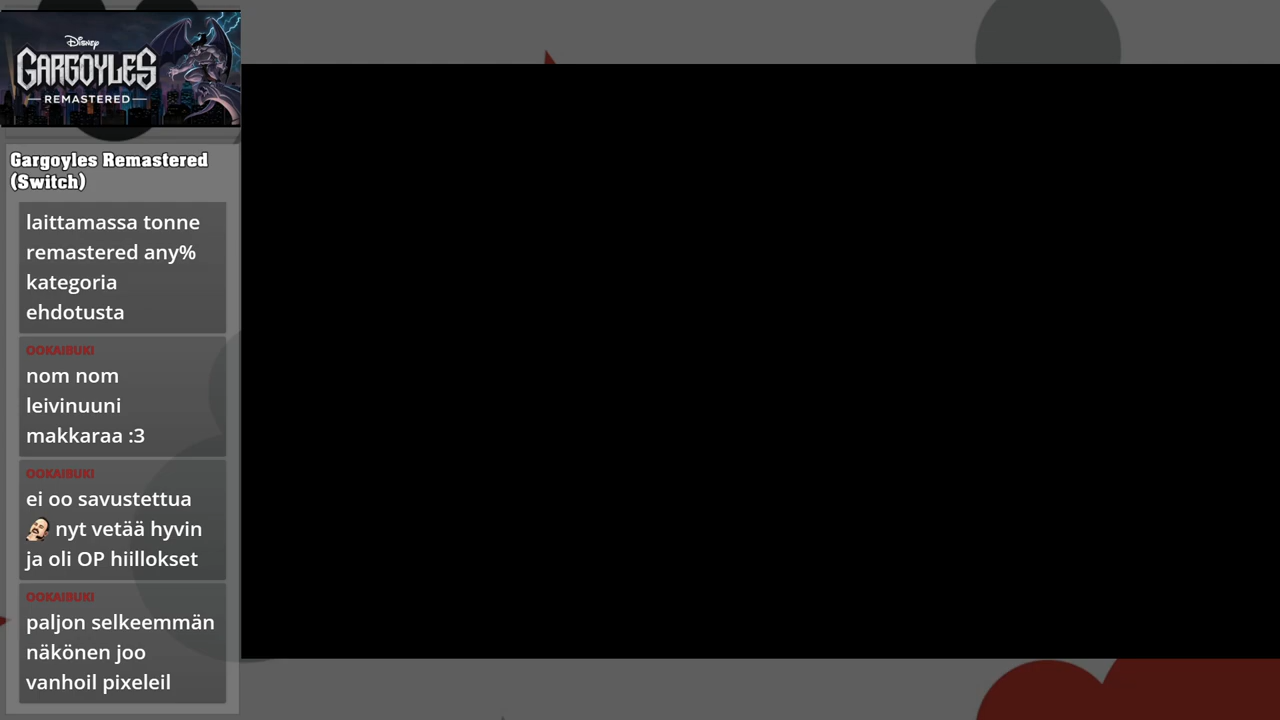 Disney
GARGOYLES
REMASTERED
Gargoyles Remastered
(Switch)
laittamassa tonne
remastered any%
kategoria
ehdotusta
OOKAIBUKI
nom nom
leivinuuni
makkaraa :3
OOKAIBUKI
ei oo savustettua
nyt vetää hyvin
ja oli OP hiillokset
OOKAIBUKI
paljon selkeemmän
näkönen joo
vanhoil pixeleil